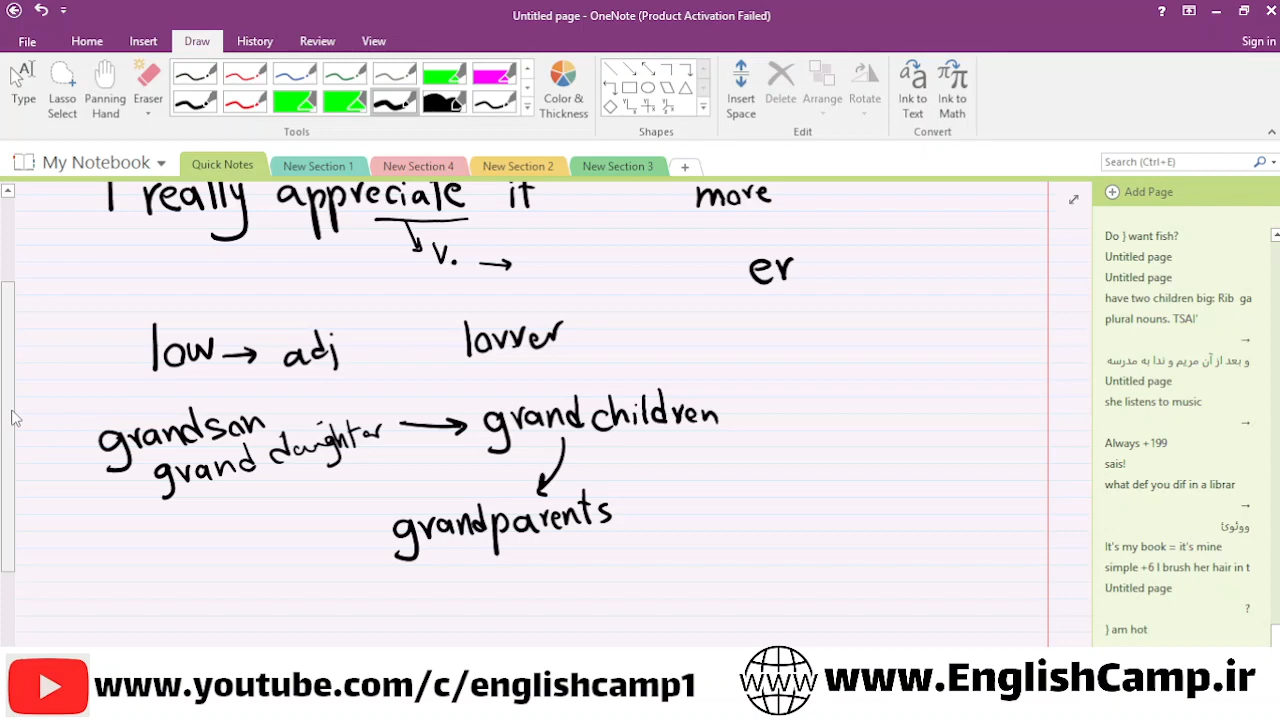 Untitled page - OneNote (Product Activation Failed)
File Home Insert Draw History Review View Sign in
Type
Lasso Select
Panning Hand
Eraser
Color & Thickness
Insert Space
Delete
Arrange
Rotate
Ink to Text
Ink to Math
Tools Shapes Edit Convert
My Notebook Quick Notes New Section 1 New Section 4 New Section 2 New Section 3 Search (Ctrl+E)
I really appreciate it more
v. → er
low → adj lower
grandson
grand daughter → grandchildren
grandparents
Add Page
Do } want fish?
Untitled page
Untitled page
have two children big: Rib ga
plural nouns. TSAI'
→
و بعد از آن مریم و ندا به مدرسه
Untitled page
she listens to music
→
Always +199
sais!
what def you dif in a librar
→
It's my book = it's mine
simple +6 I brush her hair in t
Untitled page
?
} am hot
www.youtube.com/c/englishcamp1
www www.EnglishCamp.ir